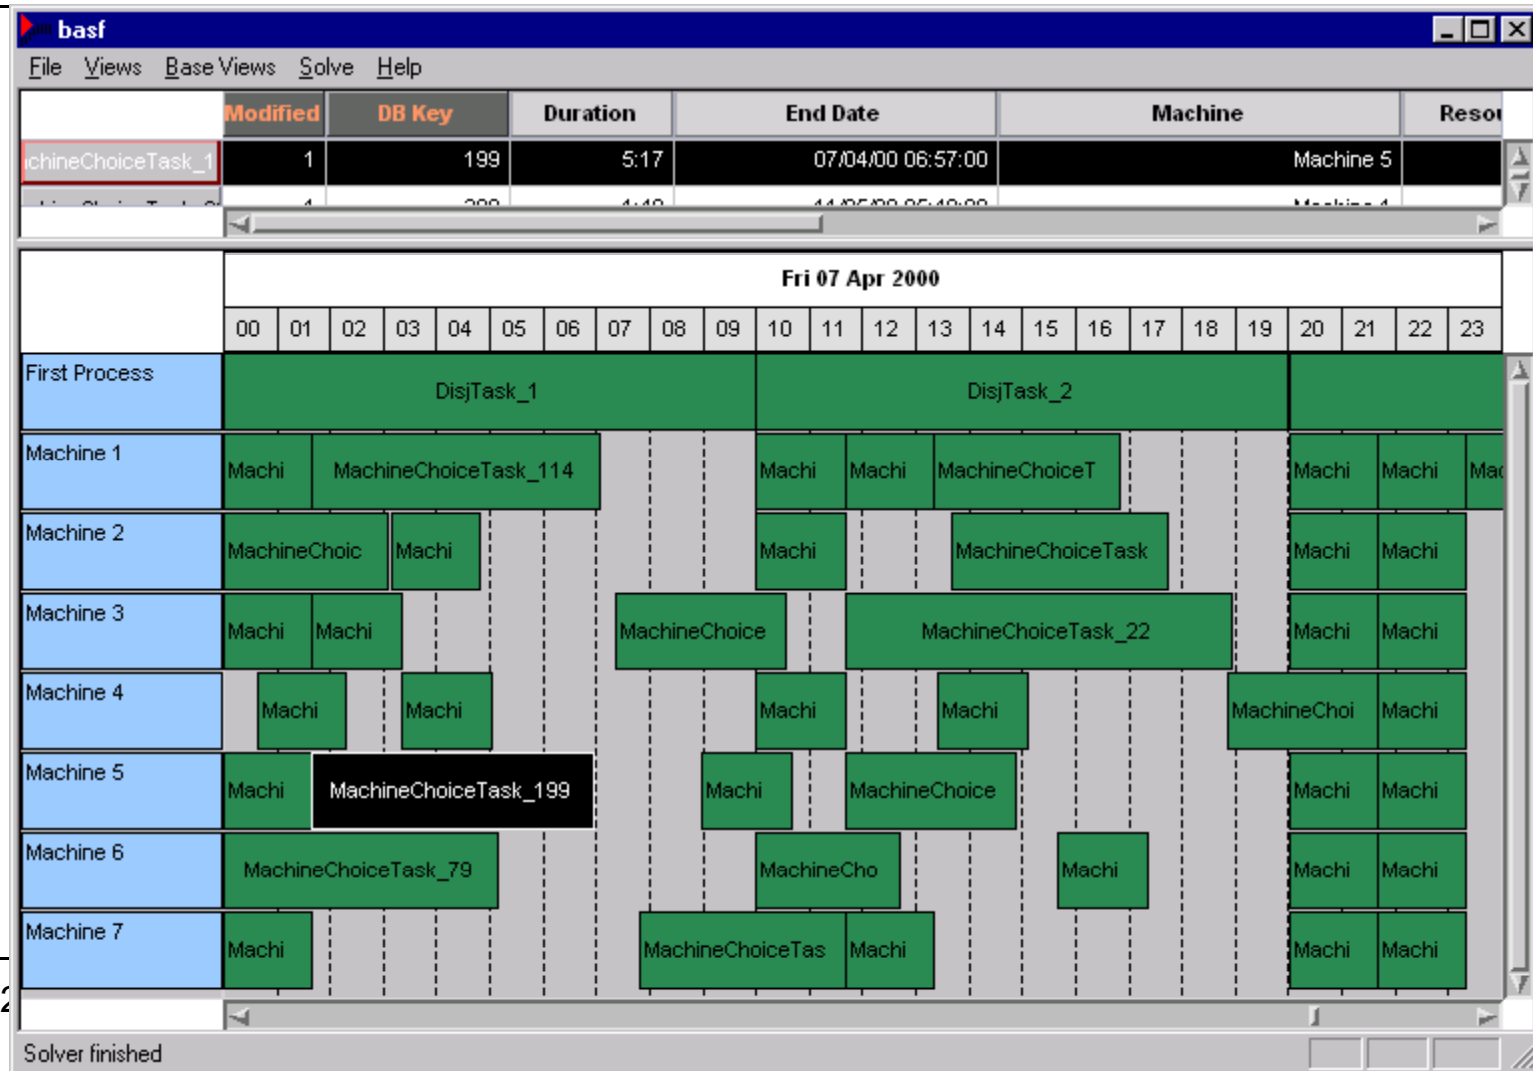 basf
File Views Base Views Solve Help
Modified DB Key Duration End Date Machine Resou
chineChoiceTask_1 1 199 5:17 07/04/00 06:57:00 Machine 5
Fri 07 Apr 2000
00 01 02 03 04 05 06 07 08 09 10 11 12 13 14 15 16 17 18 19 20 21 22 23
First Process DisjTask_1 DisjTask_2
Machine 1 Machi MachineChoiceTask_114 Machi Machi MachineChoiceT Machi Machi Mac
Machine 2 MachineChoic Machi Machi MachineChoiceTask Machi Machi
Machine 3 Machi Machi MachineChoice MachineChoiceTask_22 Machi Machi
Machine 4 Machi Machi Machi Machi MachineChoi Machi
Machine 5 Machi MachineChoiceTask_199 Machi MachineChoice Machi Machi
Machine 6 MachineChoiceTask_79 MachineCho Machi Machi Machi
Machine 7 Machi MachineChoiceTas Machi Machi Machi
2
Solver finished